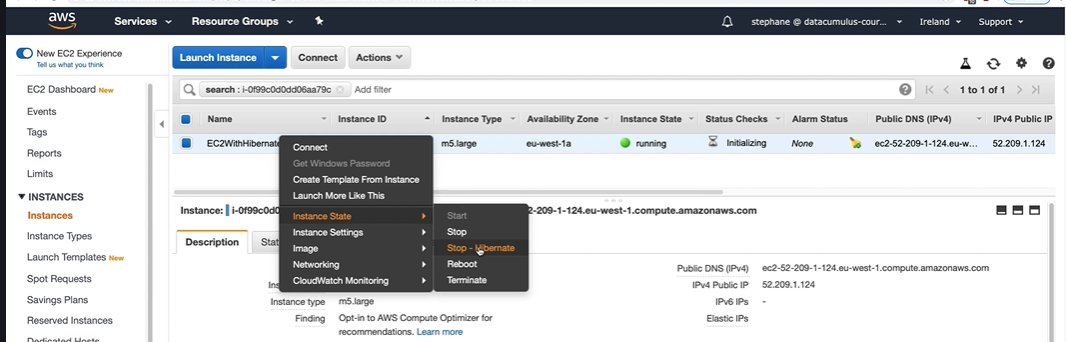 aws Services Resource Groups stephane @ datacumulus-cour... Ireland Support
New EC2 Experience
Tell us what you think
EC2 Dashboard New
Events
Tags
Reports
Limits
INSTANCES
Instances
Instance Types
Launch Templates New
Spot Requests
Savings Plans
Reserved Instances
Dedicated Hosts
Launch Instance Connect Actions
search : i-0f99c0d0dd06aa79c Add filter 1 to 1 of 1
Name Instance ID Instance Type Availability Zone Instance State Status Checks Alarm Status Public DNS (IPv4) IPv4 Public IP
EC2WithHibernate m5.large eu-west-1a running Initializing None ec2-52-209-1-124.eu-w... 52.209.1.124
Connect
Get Windows Password
Create Template From Instance
Launch More Like This
Instance State
Instance Settings
Image
Networking
CloudWatch Monitoring
Start
Stop
Stop - Hibernate
Reboot
Terminate
Instance: i-0f99c0d 2-209-1-124.eu-west-1.compute.amazonaws.com
Description Stat
Ins
Instance type m5.large
Finding Opt-in to AWS Compute Optimizer for
recommendations. Learn more
Public DNS (IPv4) ec2-52-209-1-124.eu-west-1.compute.amazonaws.com
IPv4 Public IP 52.209.1.124
IPv6 IPs -
Elastic IPs